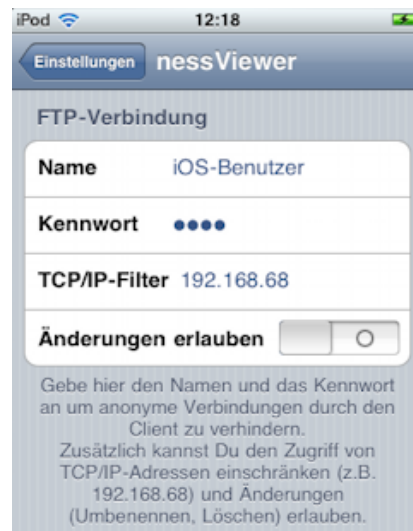 iPod 12:18
Einstellungen nessViewer
FTP-Verbindung
Name iOS-Benutzer
Kennwort ●●●●
TCP/IP-Filter 192.168.68
Änderungen erlauben
Gebe hier den Namen und das Kennwort
an um anonyme Verbindungen durch den
Client zu verhindern.
Zusätzlich kannst Du den Zugriff von
TCP/IP-Adressen einschränken (z.B.
192.168.68) und Änderungen
(Umbenennen, Löschen) erlauben.